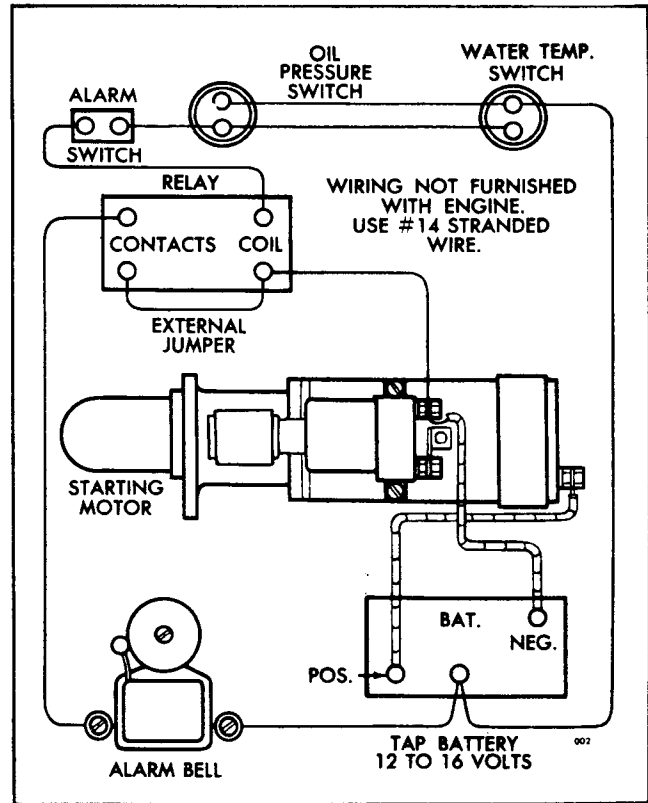 OIL
PRESSURE
SWITCH
WATER TEMP.
SWITCH
ALARM
SWITCH
RELAY
WIRING NOT FURNISHED
WITH ENGINE.
USE #14 STRANDED
WIRE.
CONTACTS COIL
EXTERNAL
JUMPER
STARTING
MOTOR
BAT.
NEG.
POS.
TAP BATTERY
12 TO 16 VOLTS
002
ALARM BELL